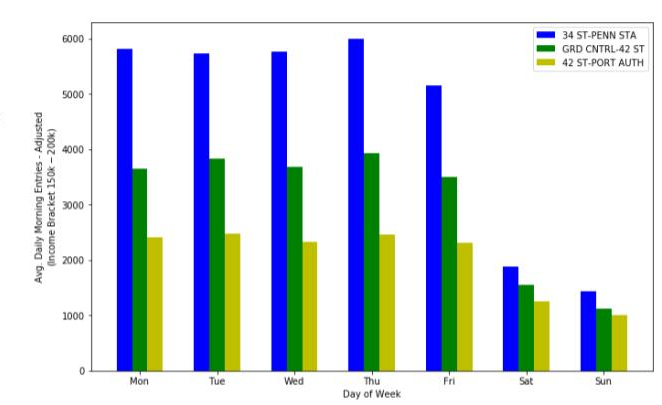 34 ST-PENN STA
GRD CNTRL-42 ST
42 ST-PORT AUTH
6000
5000
4000
3000
2000
1000
0
Avg. Daily Morning Entries - Adjusted
(Income Bracket 150k − 200k)
Mon Tue Wed Thu Fri Sat Sun
Day of Week